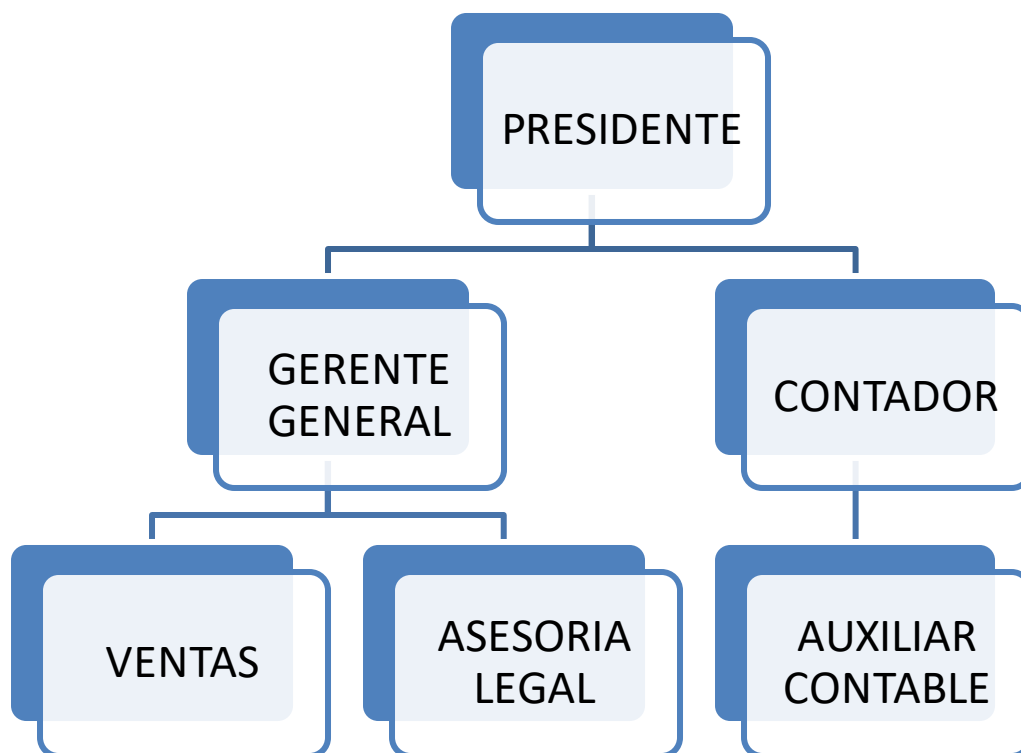 PRESIDENTE
GERENTE
GENERAL
CONTADOR
VENTAS
ASESORIA
LEGAL
AUXILIAR
CONTABLE